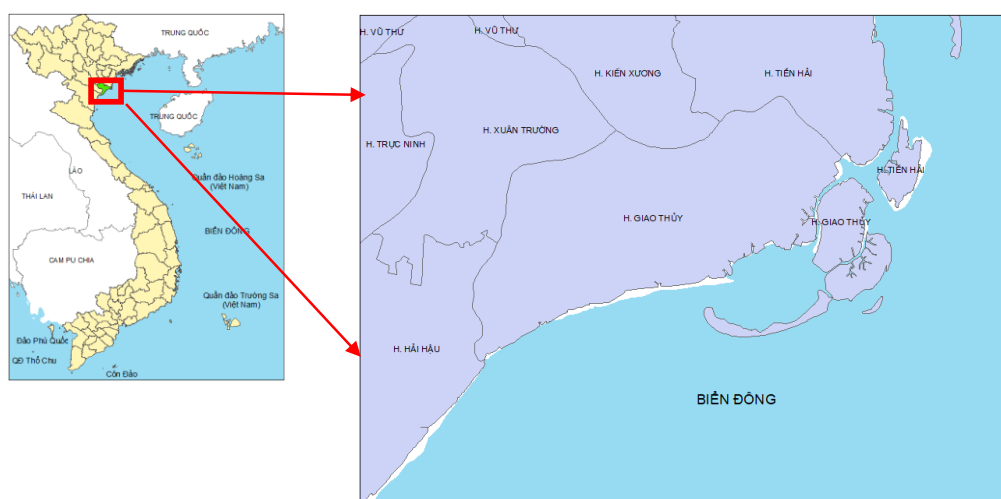 TRUNG QUỐC
TRUNG QUỐC
LÀO
THÁI LAN
Quần đảo Hoàng Sa
(Việt Nam)
BIỂN ĐÔNG
CAM PU CHIA
Quần đảo Trường Sa
(Việt Nam)
Đảo Phú Quốc
QĐ Thổ Chu
Côn Đảo
H. VŨ THƯ
H. VŨ THƯ
H. KIẾN XƯƠNG
H. TIỀN HẢI
H. XUÂN TRƯỜNG
H. TRỰC NINH
H. TIỀN HẢI
H. GIAO THỦY
H. GIAO THỦY
H. HẢI HẬU
BIỂN ĐÔNG